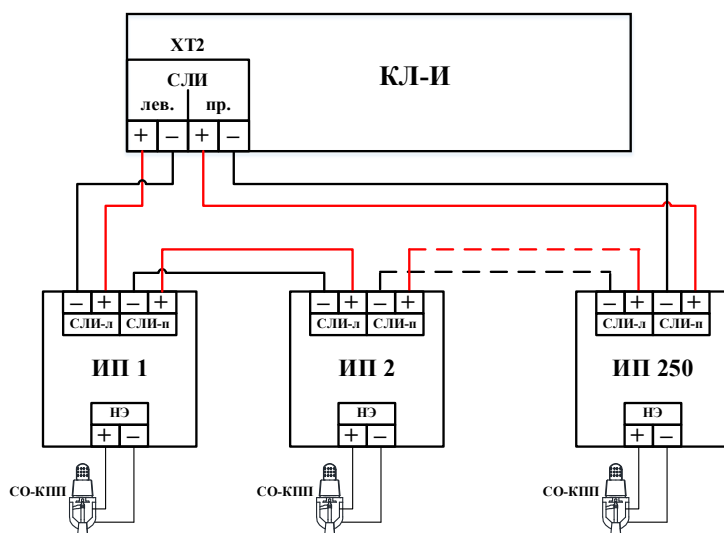 ХТ2
КЛ-И
СЛИ
лев. пр.
+ – + –
– + – +
– + – +
– + – +
СЛИ-л СЛИ-п
СЛИ-л СЛИ-п
СЛИ-л СЛИ-п
ИП 1
ИП 2
ИП 250
НЭ
НЭ
НЭ
+ –
+ –
+ –
СО-КПП
СО-КПП
СО-КПП